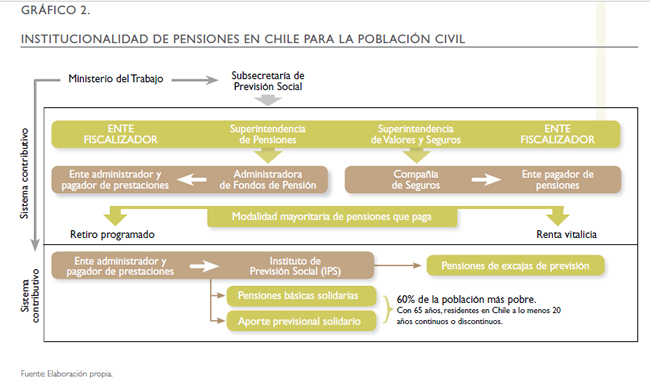 GRÁFICO 2.
INSTITUCIONALIDAD DE PENSIONES EN CHILE PARA LA POBLACIÓN CIVIL
Ministerio del Trabajo
Subsecretaría de
Previsión Social
Sistema contributivo
ENTE
FISCALIZADOR
Superintendencia
de Pensiones
Superintendencia
de Valores y Seguros
ENTE
FISCALIZADOR
Ente administrador y
pagador de prestaciones
Administradora
de Fondos de Pensión
Compañía
de Seguros
Ente pagador de
pensiones
Modalidad mayoritaria de pensiones que paga
Retiro programado
Renta vitalicia
Sistema
contributivo
Ente administrador y
pagador de prestaciones
Instituto de
Previsión Social (IPS)
Pensiones de excajas de previsión
Pensiones básicas solidarias
Aporte previsional solidario
60% de la población más pobre.
Con 65 años, residentes en Chile a lo menos 20
años continuos o discontinuos.
Fuente: Elaboración propia.